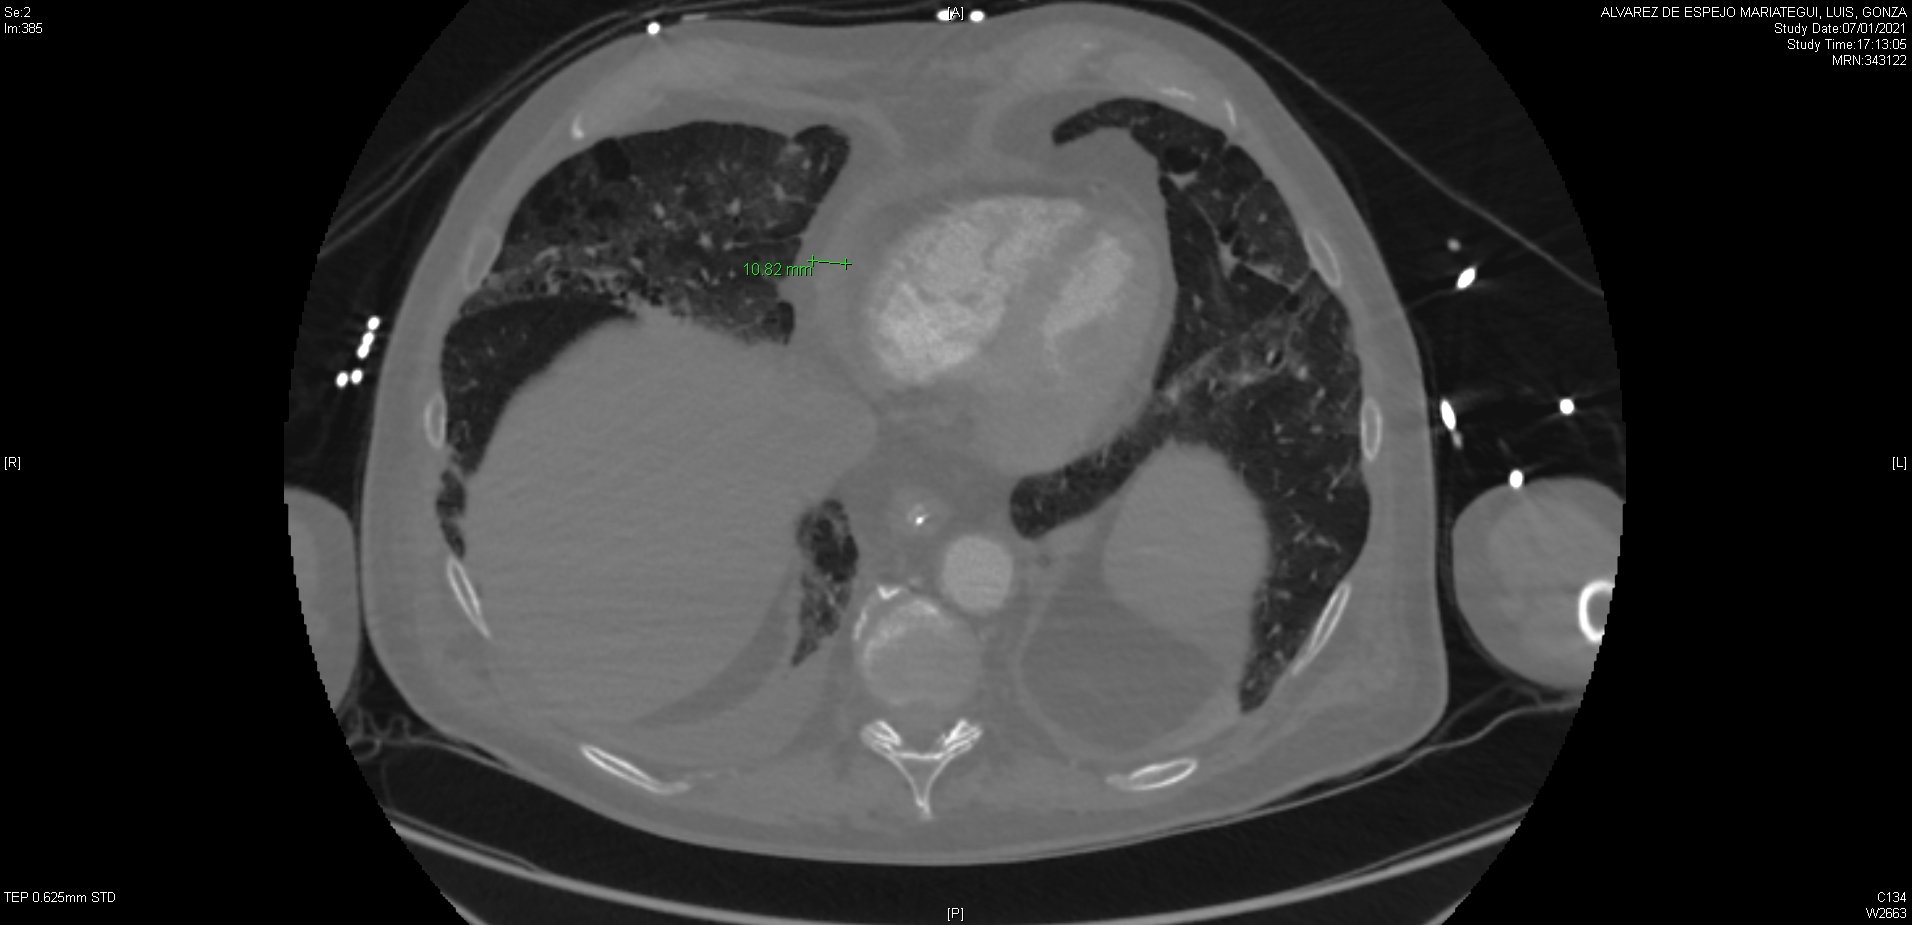 Se:2
Im:385
[A]
ALVAREZ DE ESPEJO MARIATEGUI, LUIS, GONZA
Study Date:07/01/2021
Study Time:17:13:05
MRN:343122
10.82 mm
[R]
[L]
TEP 0.625mm STD
[P]
C134
W2663